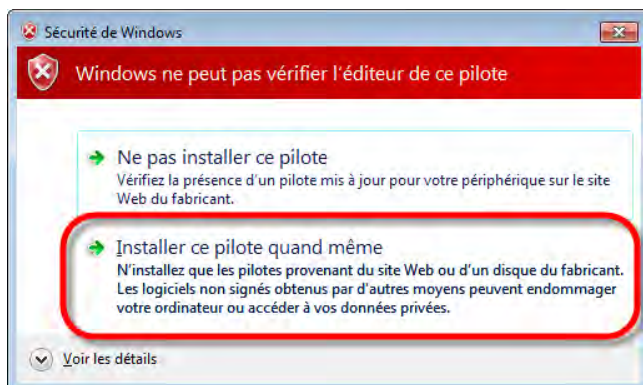 Sécurité de Windows
Windows ne peut pas vérifier l'éditeur de ce pilote
Ne pas installer ce pilote
Vérifiez la présence d'un pilote mis à jour pour votre périphérique sur le site
Web du fabricant.
Installer ce pilote quand même
N'installez que les pilotes provenant du site Web ou d'un disque du fabricant.
Les logiciels non signés obtenus par d'autres moyens peuvent endommager
votre ordinateur ou accéder à vos données privées.
Voir les détails